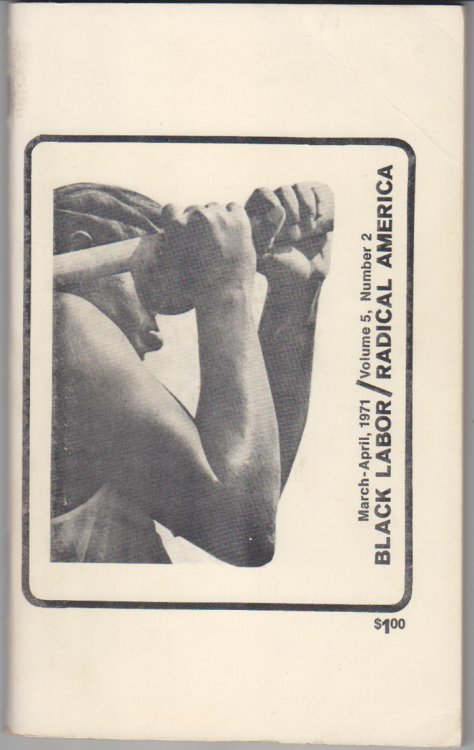 March-April, 1971/Volume 5, Number 2
BLACK LABOR/RADICAL AMERICA
$1.00